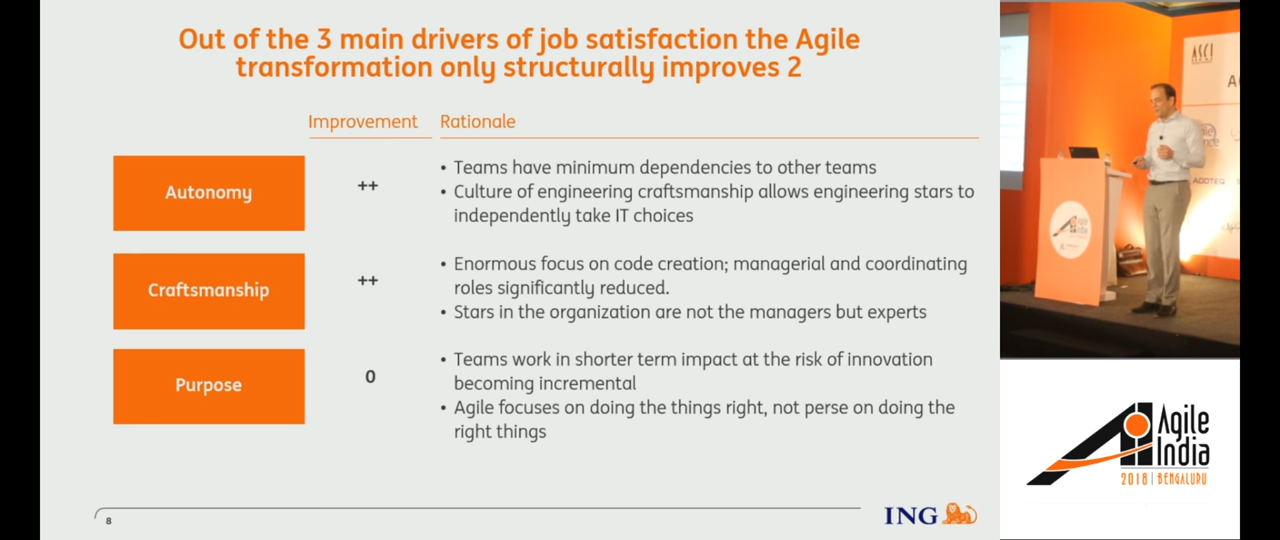 Out of the 3 main drivers of job satisfaction the Agile
transformation only structurally improves 2
Improvement
Rationale
Autonomy
++
• Teams have minimum dependencies to other teams
• Culture of engineering craftsmanship allows engineering stars to
independently take IT choices
Craftsmanship
++
• Enormous focus on code creation; managerial and coordinating
roles significantly reduced.
• Stars in the organization are not the managers but experts
Purpose
0
• Teams work in shorter term impact at the risk of innovation
becoming incremental
• Agile focuses on doing the things right, not perse on doing the
right things
8
ING
ASCI
ADDTEQ
Agile
India
Agile
India
2018 | BENGALURU